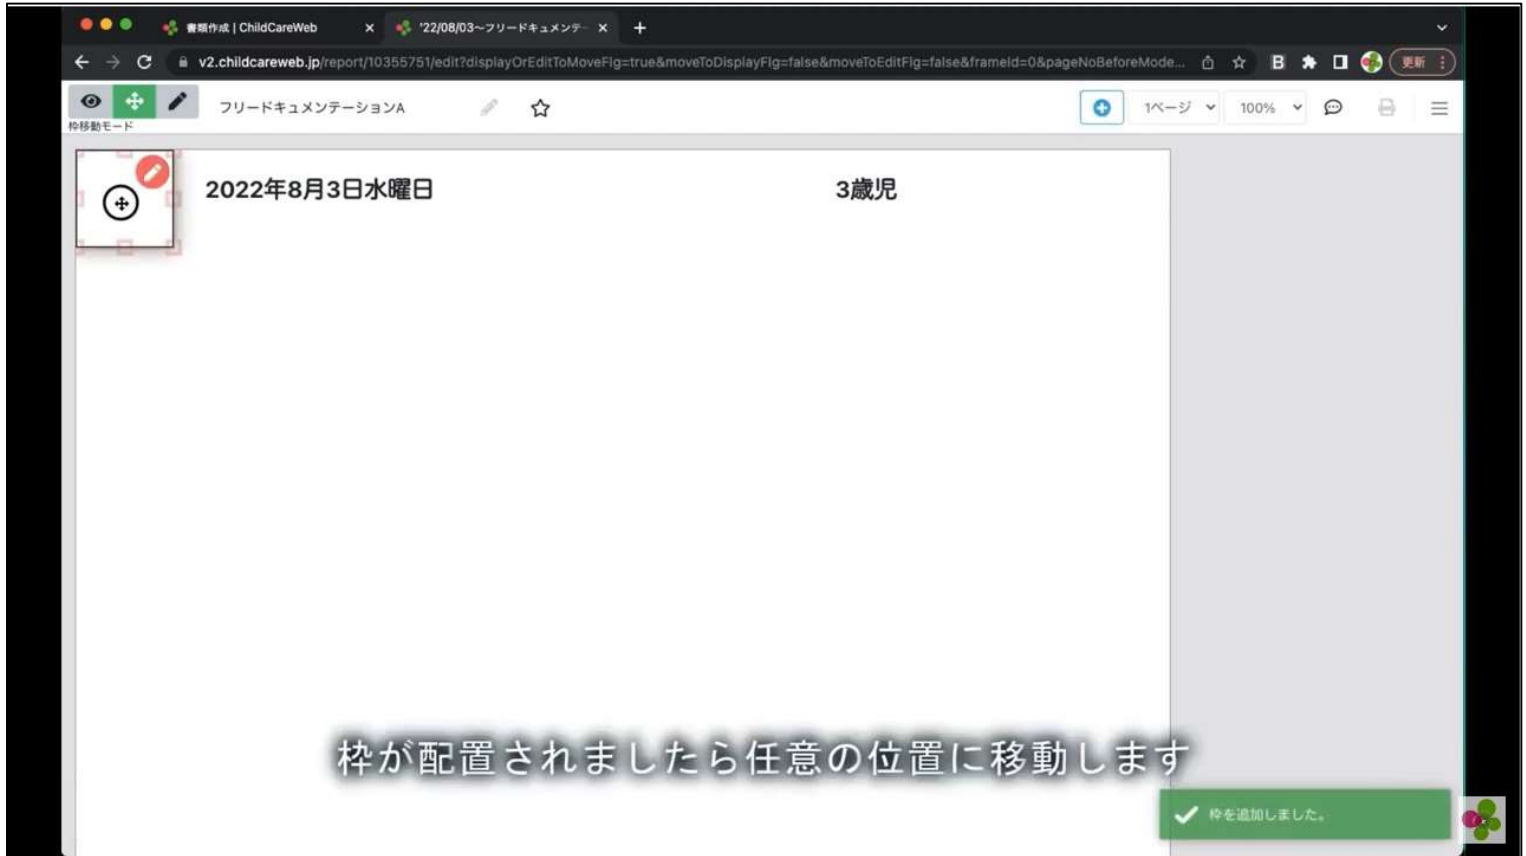 書類作成 | ChildCareWeb
'22/08/03～フリードキュメンテ
v2.childcareweb.jp/report/10355751/edit?displayOrEditToMoveFlg=true&moveToDisplayFlg=false&moveToEditFlg=false&frameId=0&pageNoBeforeMode...
B
更新
フリードキュメンテーションA
1ページ
100%
枠移動モード
2022年8月3日水曜日
3歳児
枠が配置されましたら任意の位置に移動します
枠を追加しました。